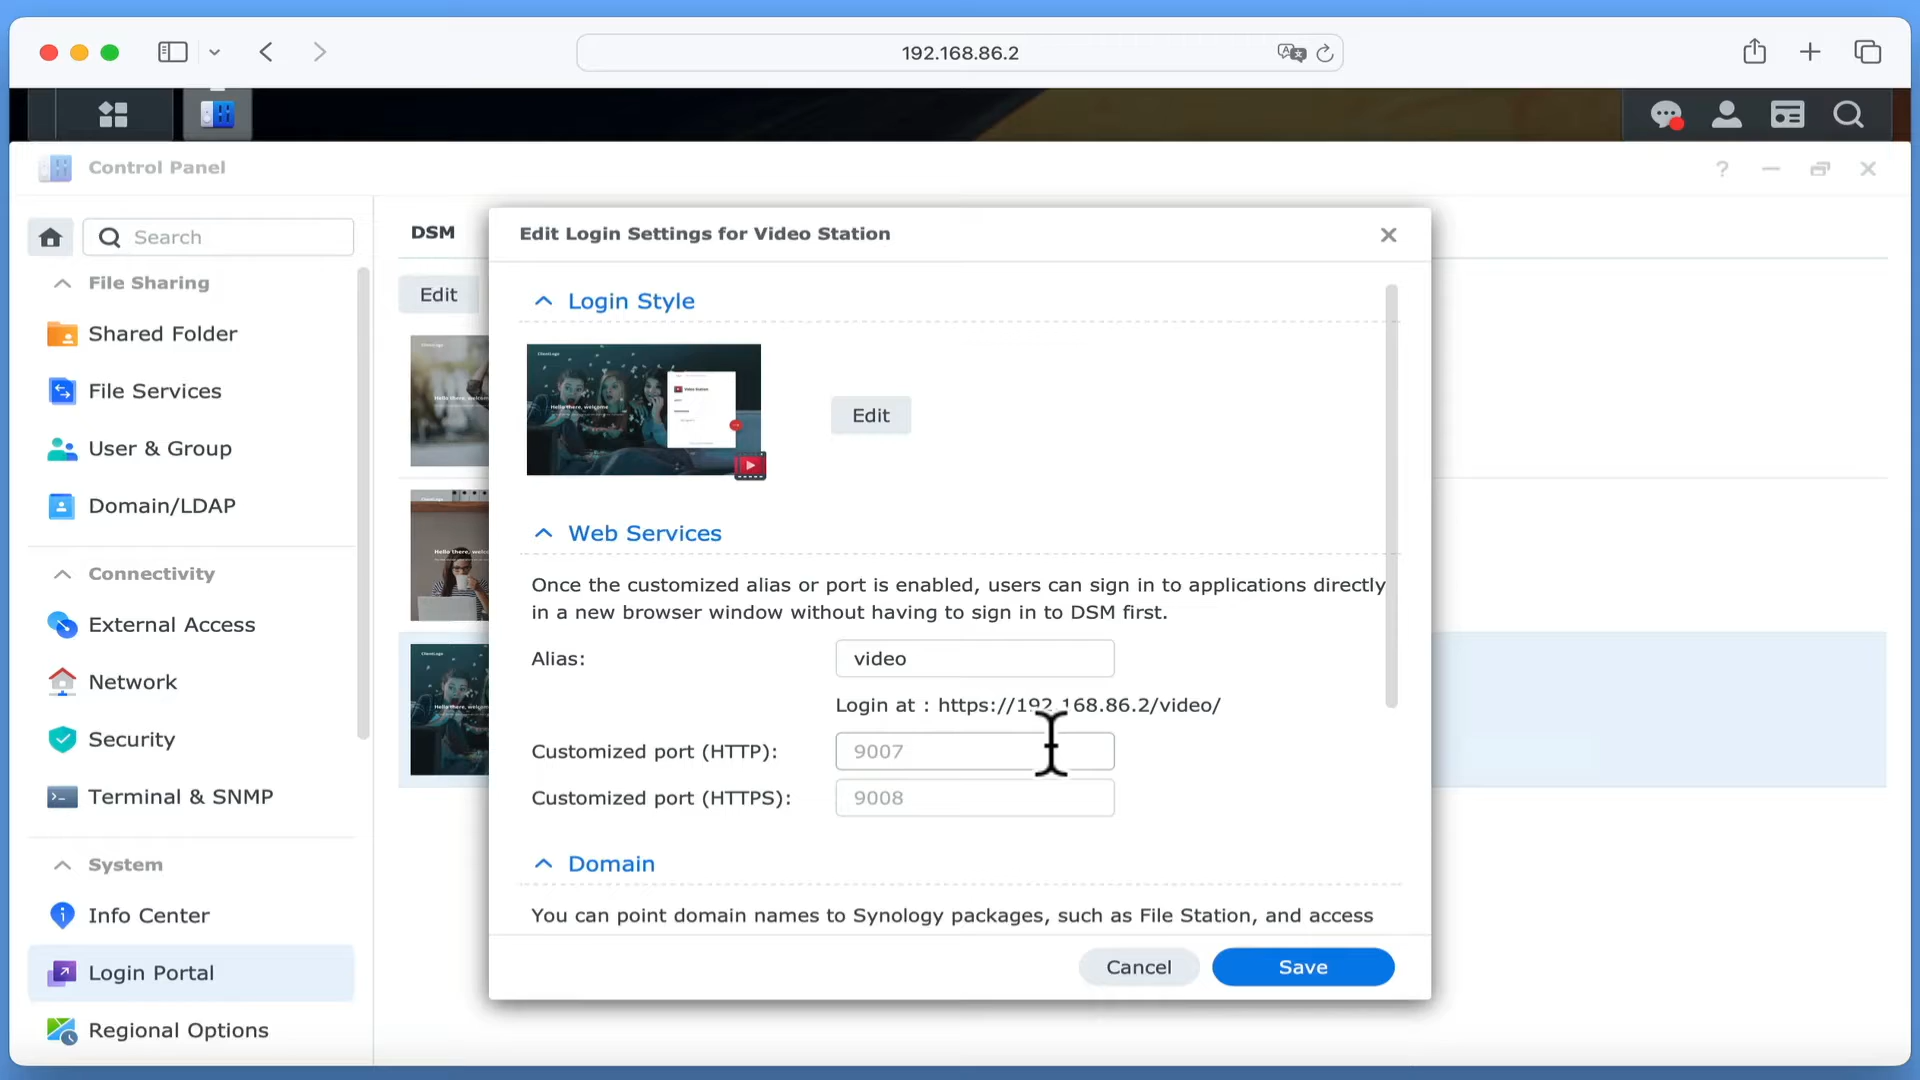 192.168.86.2
Control Panel
Search
File Sharing
Shared Folder
File Services
User & Group
Domain/LDAP
Connectivity
External Access
Network
Security
Terminal & SNMP
System
Info Center
Login Portal
Regional Options
DSM
Edit
Edit Login Settings for Video Station
Login Style
Hello there, welcome
Video Station
Edit
Web Services
Once the customized alias or port is enabled, users can sign in to applications directly
in a new browser window without having to sign in to DSM first.
Alias:
video
Login at : https://192.168.86.2/video/
Customized port (HTTP):
9007
Customized port (HTTPS):
9008
Domain
You can point domain names to Synology packages, such as File Station, and access
Cancel
Save